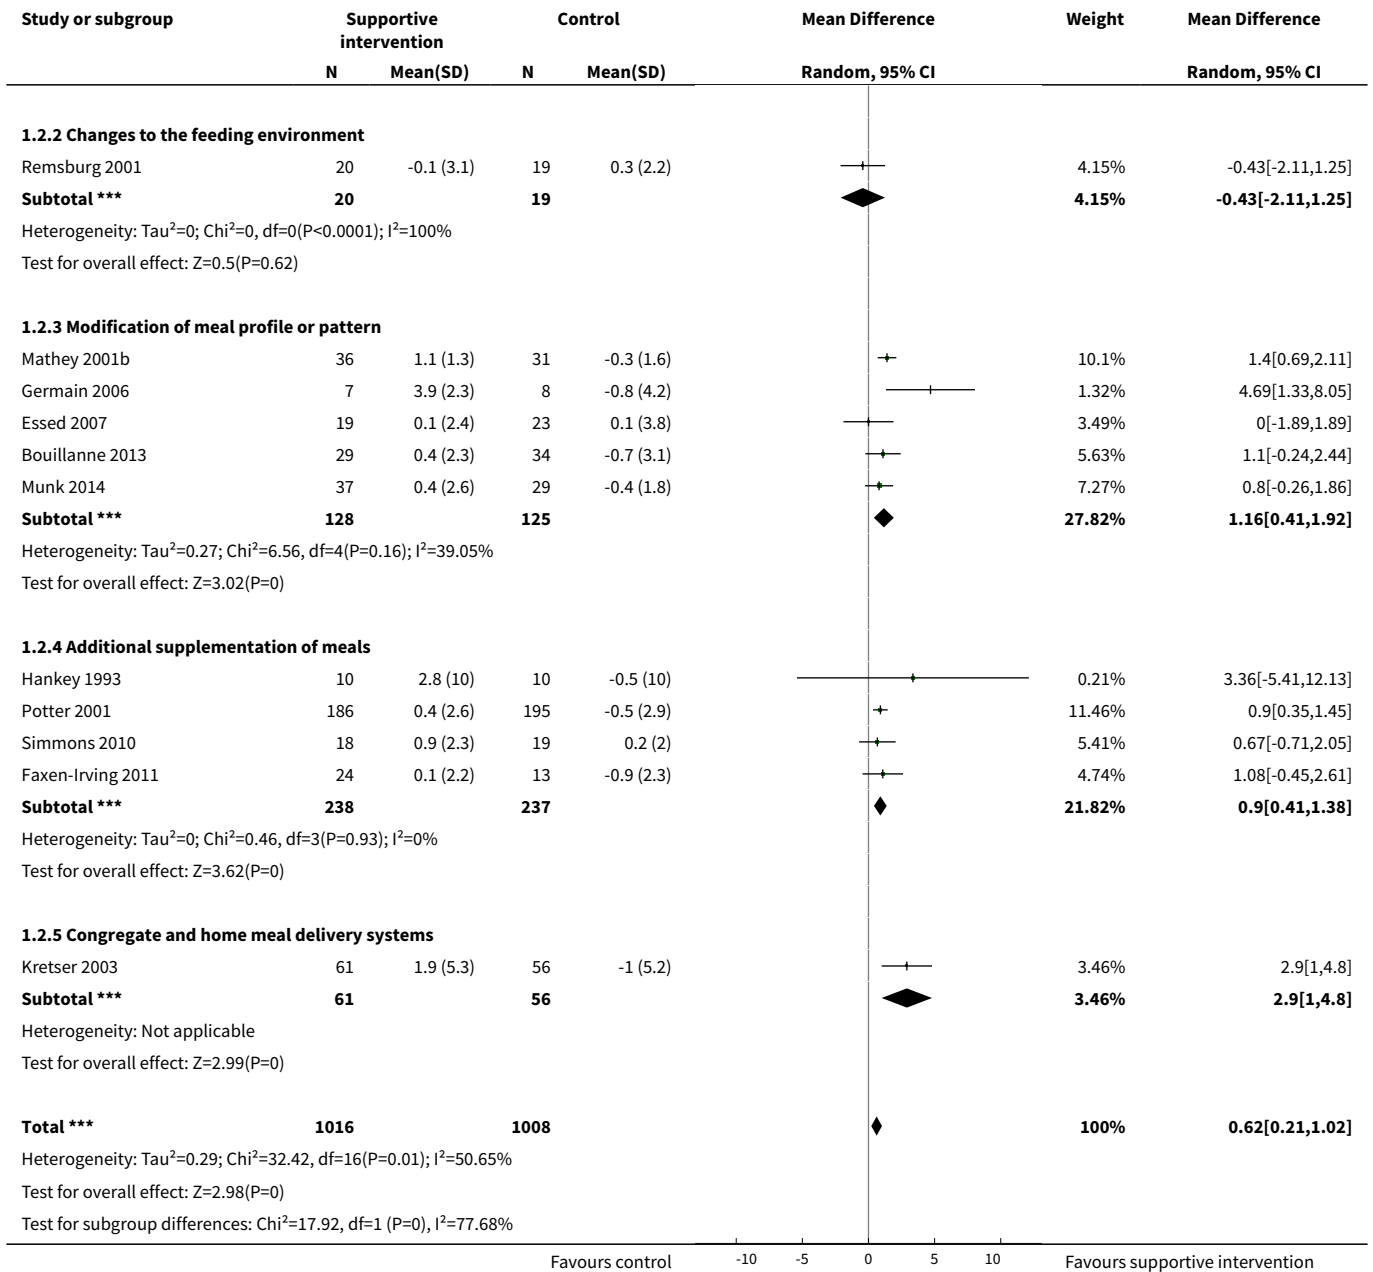 Study or subgroup Supportive intervention Control Mean Difference Weight Mean Difference
N Mean(SD) N Mean(SD) Random, 95% CI Random, 95% CI
1.2.2 Changes to the feeding environment
Remsburg 2001 20 -0.1 (3.1) 19 0.3 (2.2) 4.15% -0.43[-2.11,1.25]
Subtotal *** 20 19 4.15% -0.43[-2.11,1.25]
Heterogeneity: Tau²=0; Chi²=0, df=0(P<0.0001); I²=100%
Test for overall effect: Z=0.5(P=0.62)
1.2.3 Modification of meal profile or pattern
Mathey 2001b 36 1.1 (1.3) 31 -0.3 (1.6) 10.1% 1.4[0.69,2.11]
Germain 2006 7 3.9 (2.3) 8 -0.8 (4.2) 1.32% 4.69[1.33,8.05]
Essed 2007 19 0.1 (2.4) 23 0.1 (3.8) 3.49% 0[-1.89,1.89]
Bouillanne 2013 29 0.4 (2.3) 34 -0.7 (3.1) 5.63% 1.1[-0.24,2.44]
Munk 2014 37 0.4 (2.6) 29 -0.4 (1.8) 7.27% 0.8[-0.26,1.86]
Subtotal *** 128 125 27.82% 1.16[0.41,1.92]
Heterogeneity: Tau²=0.27; Chi²=6.56, df=4(P=0.16); I²=39.05%
Test for overall effect: Z=3.02(P=0)
1.2.4 Additional supplementation of meals
Hankey 1993 10 2.8 (10) 10 -0.5 (10) 0.21% 3.36[-5.41,12.13]
Potter 2001 186 0.4 (2.6) 195 -0.5 (2.9) 11.46% 0.9[0.35,1.45]
Simmons 2010 18 0.9 (2.3) 19 0.2 (2) 5.41% 0.67[-0.71,2.05]
Faxen-Irving 2011 24 0.1 (2.2) 13 -0.9 (2.3) 4.74% 1.08[-0.45,2.61]
Subtotal *** 238 237 21.82% 0.9[0.41,1.38]
Heterogeneity: Tau²=0; Chi²=0.46, df=3(P=0.93); I²=0%
Test for overall effect: Z=3.62(P=0)
1.2.5 Congregate and home meal delivery systems
Kretser 2003 61 1.9 (5.3) 56 -1 (5.2) 3.46% 2.9[1,4.8]
Subtotal *** 61 56 3.46% 2.9[1,4.8]
Heterogeneity: Not applicable
Test for overall effect: Z=2.99(P=0)
Total *** 1016 1008 100% 0.62[0.21,1.02]
Heterogeneity: Tau²=0.29; Chi²=32.42, df=16(P=0.01); I²=50.65%
Test for overall effect: Z=2.98(P=0)
Test for subgroup differences: Chi²=17.92, df=1 (P=0), I²=77.68%
Favours control -10 -5 0 5 10 Favours supportive intervention